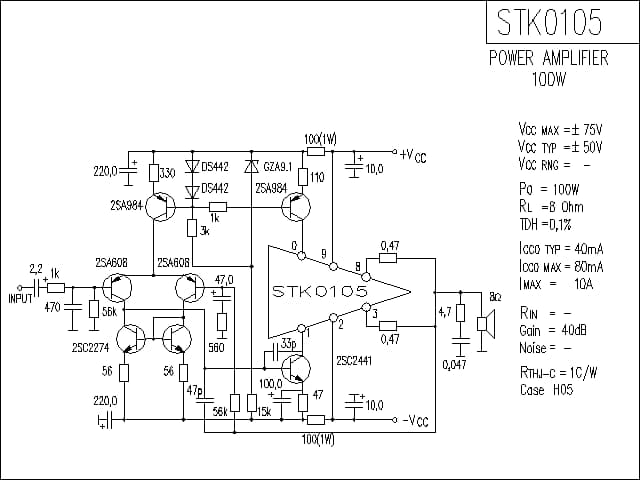 STK0105
POWER AMPLIFIER
100W
VCC MAX =± 75V
VCC TYP =± 50V
VCC RNG = -
PO = 100W
RL =8 Ohm
TDH =0,1%
ICCO TYP = 40mA
ICCO MAX = 80mA
IMAX = 10A
RIN = -
Gain = 40dB
Noise= -
RTHJ-C = 1C/W
Case H05
100(1W)
+VCC
220,0
+
330
DS442
GZA9.1
+
10,0
DS442
2SA984
110
2SA984
1k
3k
0
9
0,47
2SA608
2SA608
8
2,2
1k
47,0
+
+
INPUT
STK0105
8Ω
470
56k
4,7
3
1
2
560
33p
0,47
2SC2274
2SC2441
0,047
56
56
47p
100,0
47
220,0
56k
15k
+
10,0
+
-VCC
100(1W)